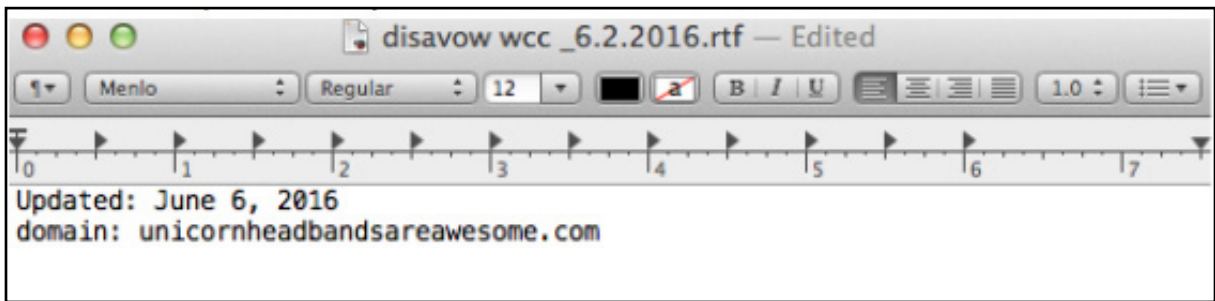 disavow wcc _6.2.2016.rtf — Edited
¶ Menlo Regular 12 a B I U 1.0
0 1 2 3 4 5 6 7
Updated: June 6, 2016
domain: unicornheadbandsareawesome.com